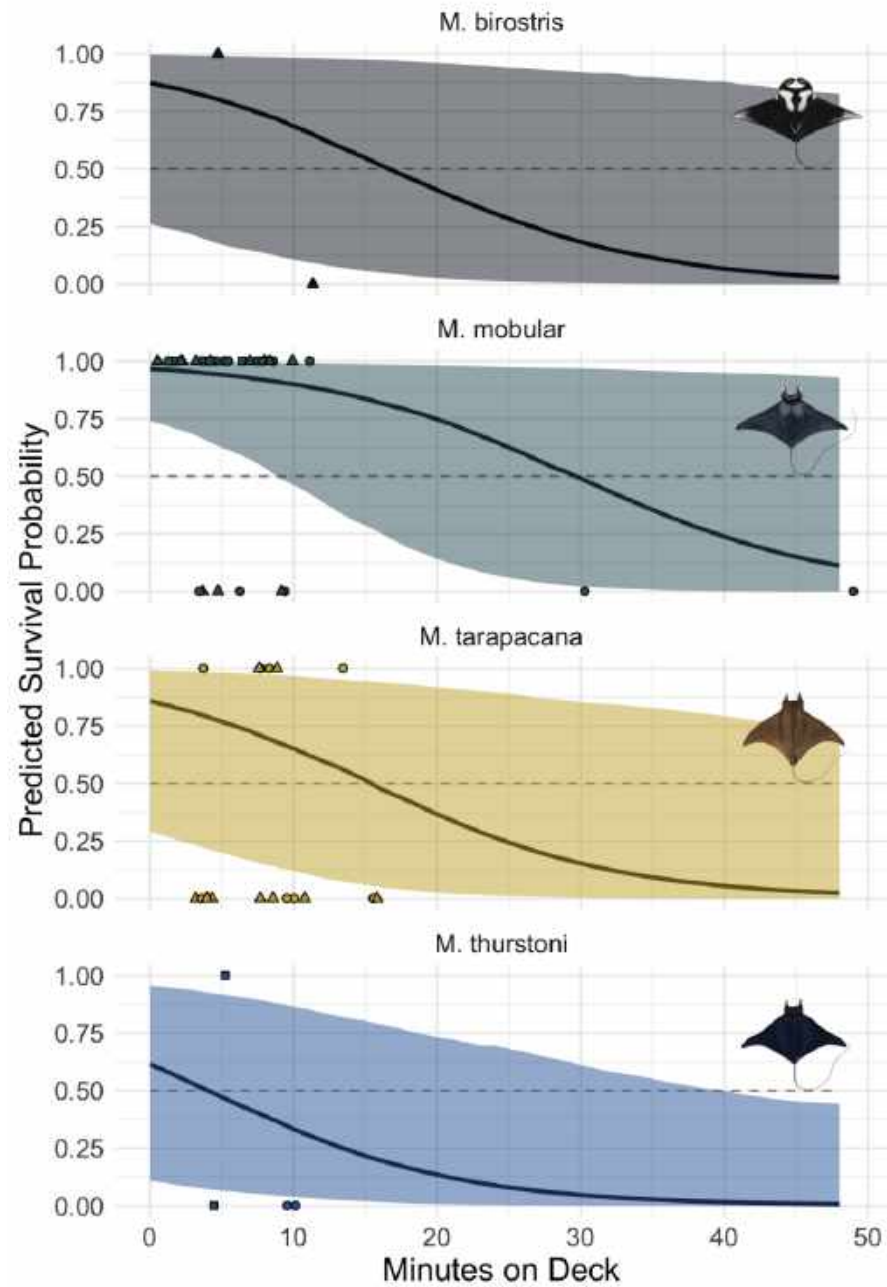 M. birostris
1.00
0.75
0.50
0.25
0.00
M. mobular
1.00
0.75
0.50
0.25
0.00
M. tarapacana
1.00
0.75
0.50
0.25
0.00
M. thurstoni
1.00
0.75
0.50
0.25
0.00
Predicted Survival Probability
0 10 20 30 40 50
Minutes on Deck